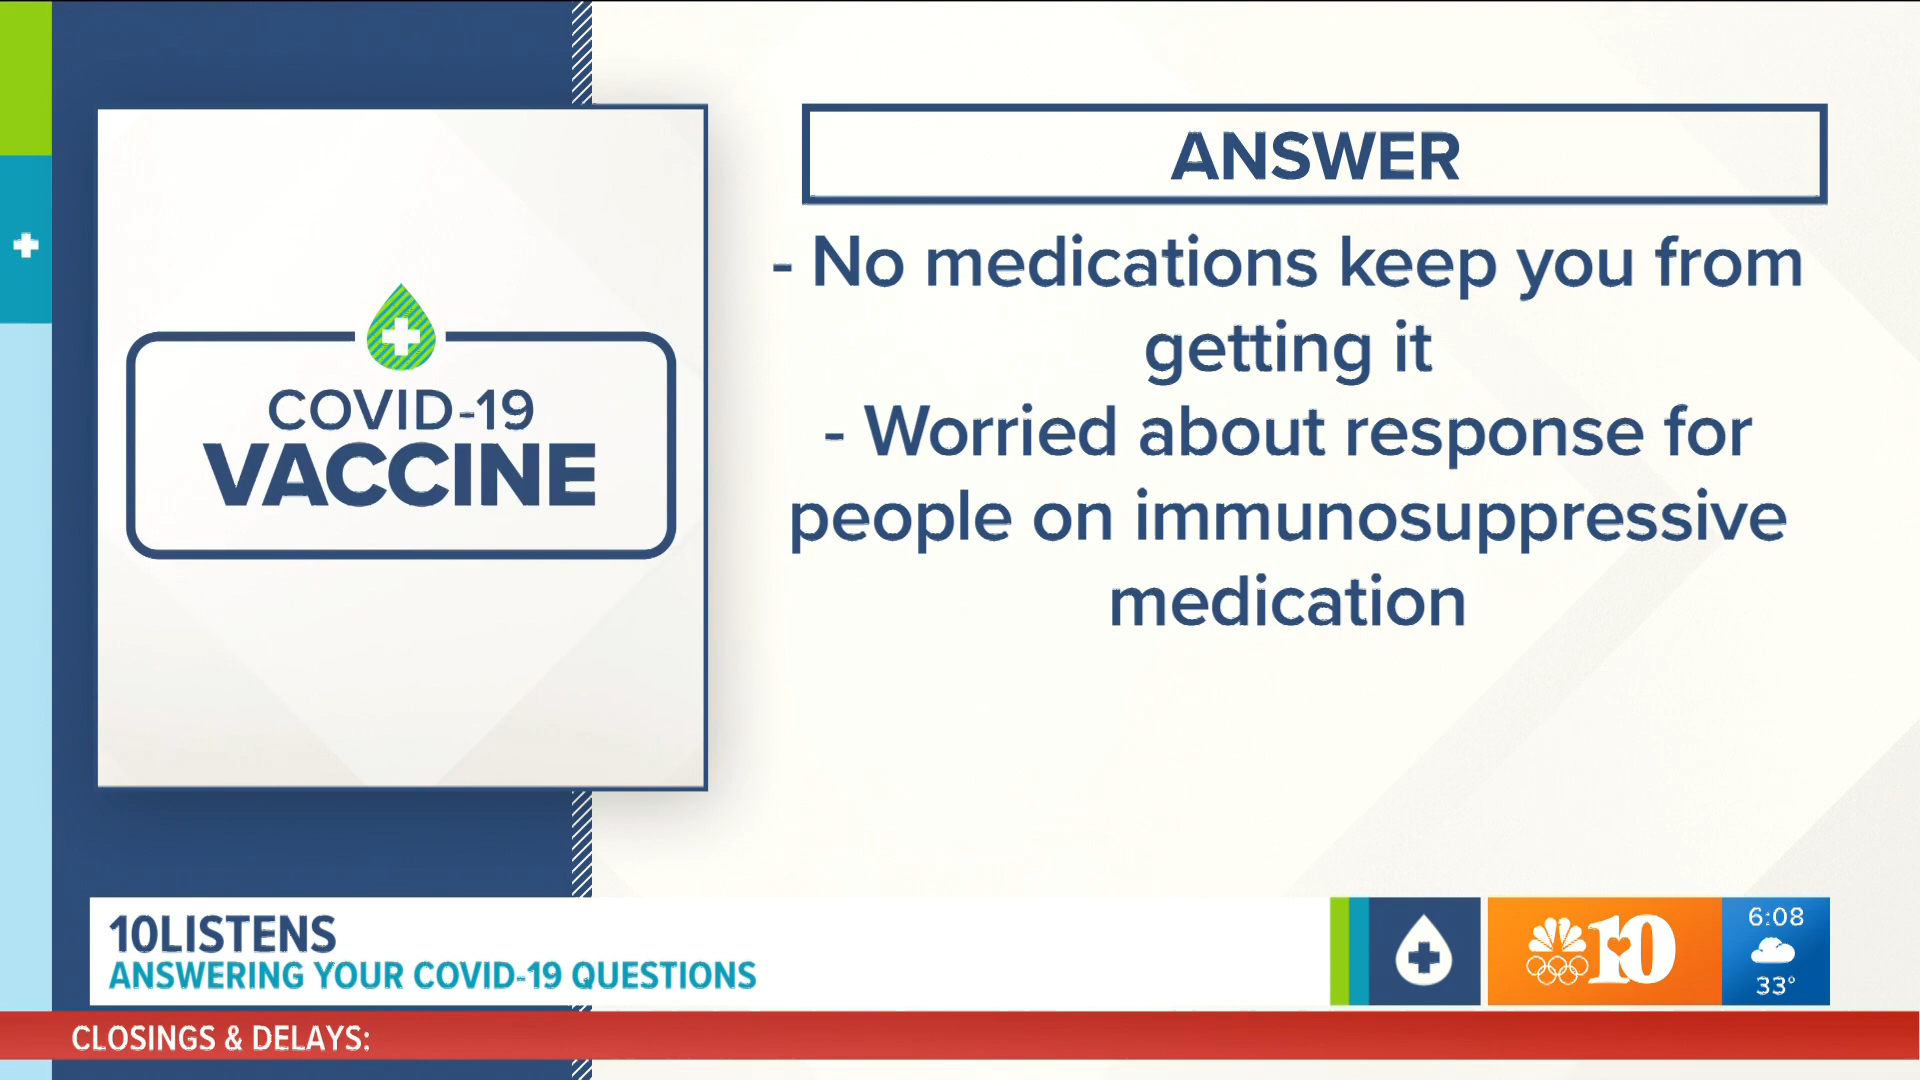 COVID-19
VACCINE
ANSWER
- No medications keep you from
getting it
- Worried about response for
people on immunosuppressive
medication
10LISTENS
ANSWERING YOUR COVID-19 QUESTIONS
10
6:08
33°
CLOSINGS & DELAYS: